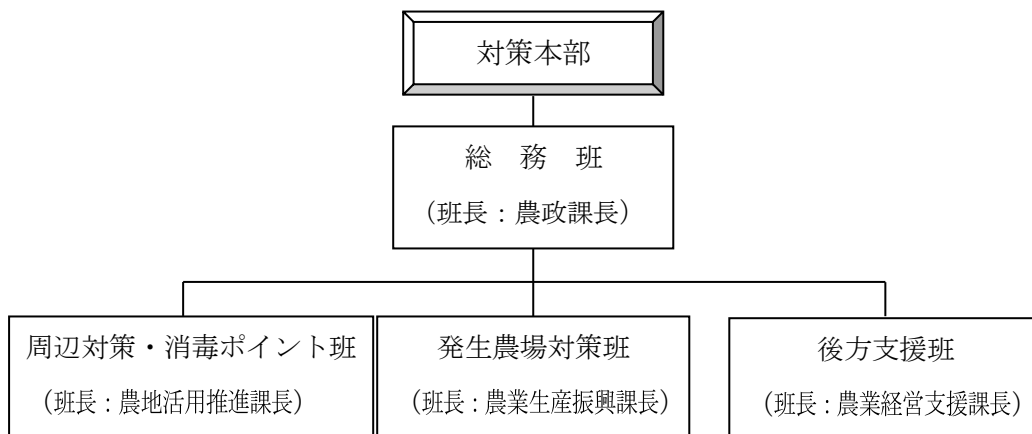 対策本部
総　務　班
（班長：農政課長）
周辺対策・消毒ポイント班
（班長：農地活用推進課長）
発生農場対策班
（班長：農業生産振興課長）
後方支援班
（班長：農業経営支援課長）